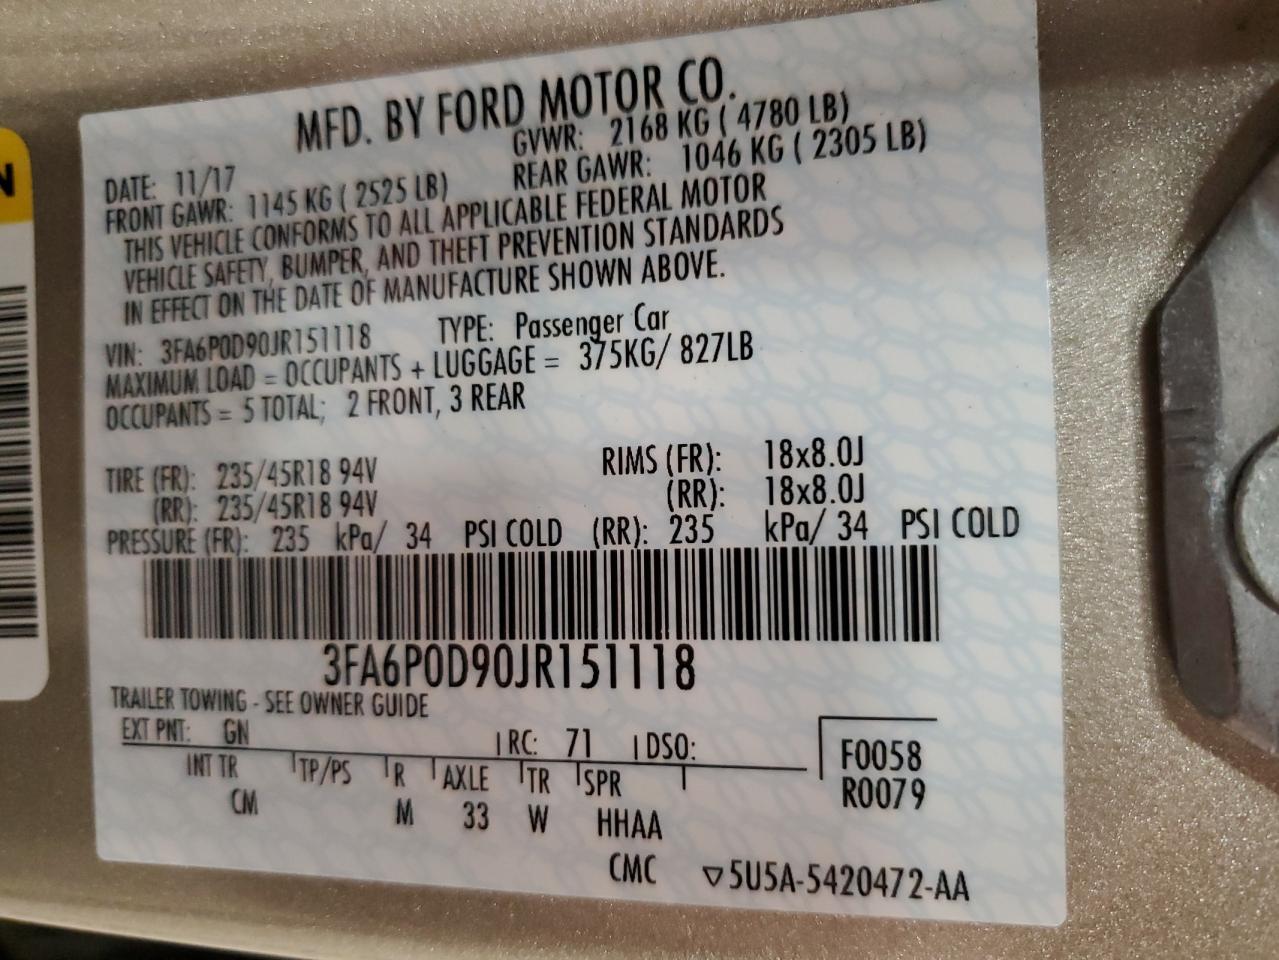 N
MFD. BY FORD MOTOR CO.
DATE: 11/17 GVWR: 2168 KG ( 4780 LB)
FRONT GAWR: 1145 KG ( 2525 LB) REAR GAWR: 1046 KG ( 2305 LB)
THIS VEHICLE CONFORMS TO ALL APPLICABLE FEDERAL MOTOR
VEHICLE SAFETY, BUMPER, AND THEFT PREVENTION STANDARDS
IN EFFECT ON THE DATE OF MANUFACTURE SHOWN ABOVE.
VIN: 3FA6P0D90JR151118 TYPE: Passenger Car
MAXIMUM LOAD = OCCUPANTS + LUGGAGE = 375KG/ 827LB
OCCUPANTS = 5 TOTAL; 2 FRONT, 3 REAR
TIRE (FR): 235/45R18 94V RIMS (FR): 18x8.0J
(RR): 235/45R18 94V (RR): 18x8.0J
PRESSURE (FR): 235 kPa/ 34 PSI COLD (RR): 235 kPa/ 34 PSI COLD
3FA6P0D90JR151118
TRAILER TOWING - SEE OWNER GUIDE
EXT PNT: GN RC: 71 DSO: F0058
INT TR TP/PS R AXLE TR SPR R0079
CM M 33 W HHAA
CMC ▽5U5A-5420472-AA